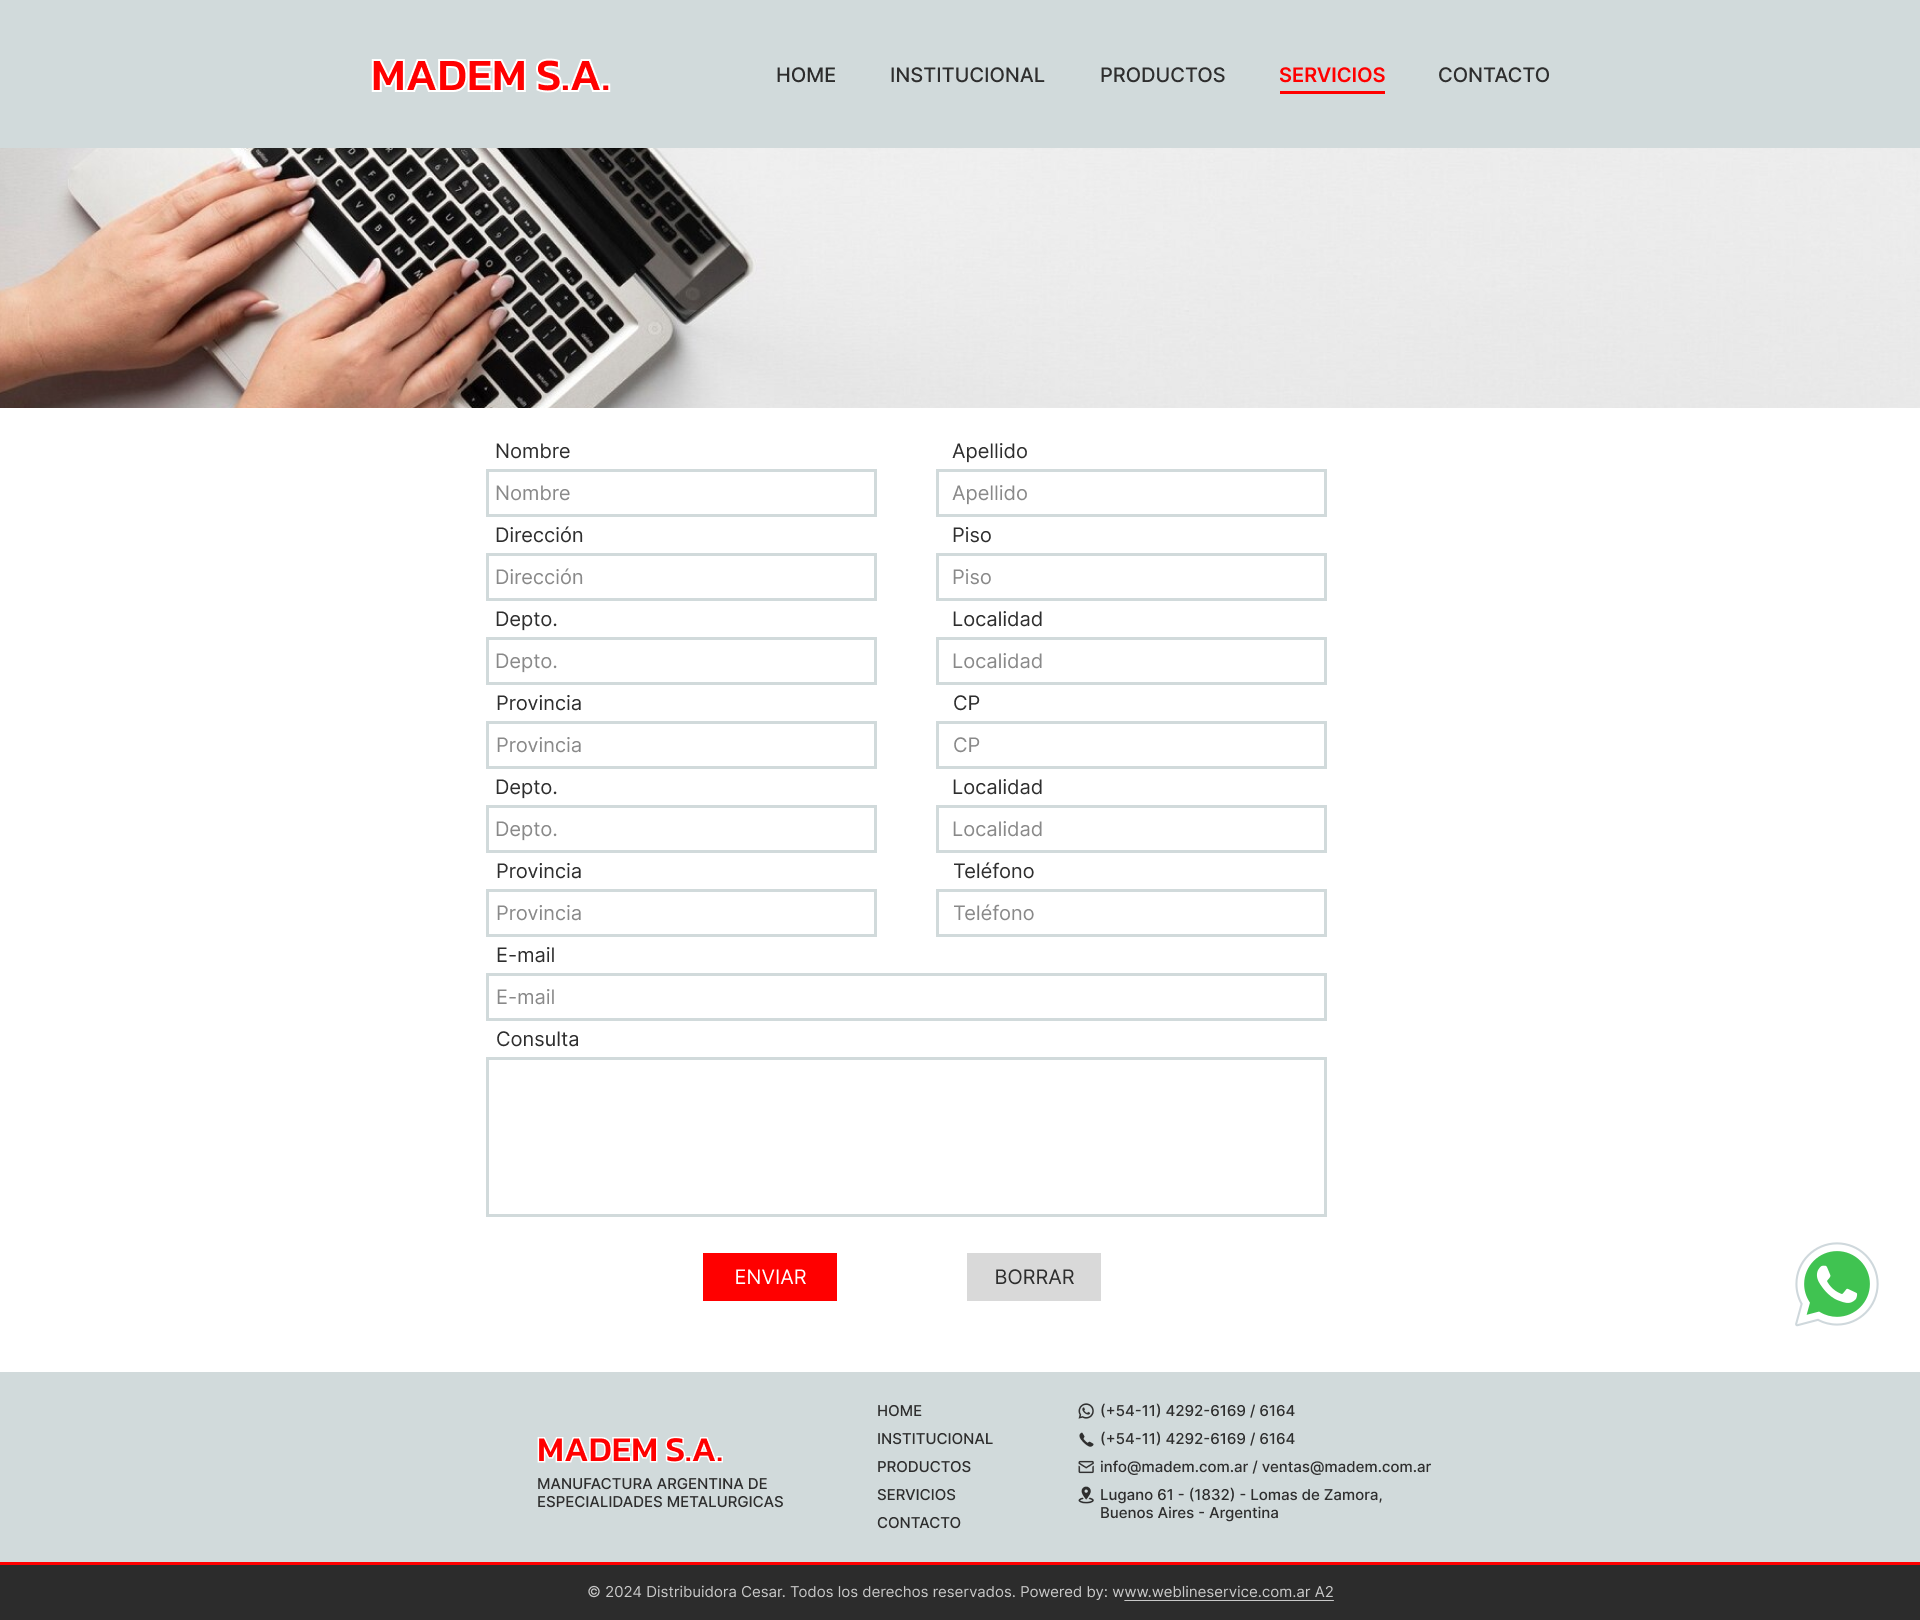 MADEM S.A.
HOME INSTITUCIONAL PRODUCTOS SERVICIOS CONTACTO
Nombre Apellido
Nombre Apellido
Dirección Piso
Dirección Piso
Depto. Localidad
Depto. Localidad
Provincia CP
Provincia CP
Depto. Localidad
Depto. Localidad
Provincia Teléfono
Provincia Teléfono
E-mail
E-mail
Consulta
ENVIAR BORRAR
MADEM S.A.
MANUFACTURA ARGENTINA DE
ESPECIALIDADES METALURGICAS
HOME
INSTITUCIONAL
PRODUCTOS
SERVICIOS
CONTACTO
(+54-11) 4292-6169 / 6164
(+54-11) 4292-6169 / 6164
info@madem.com.ar / ventas@madem.com.ar
Lugano 61 - (1832) - Lomas de Zamora,
Buenos Aires - Argentina
© 2024 Distribuidora Cesar. Todos los derechos reservados. Powered by: www.weblineservice.com.ar A2